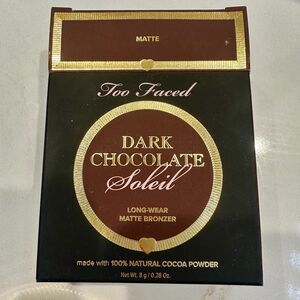 MATTE
Too Faced
DARK
CHOCOLATE
Soleil
LONG-WEAR
MATTE BRONZER
made with 100% NATURAL COCOA POWDER
Net Wt. 8 g / 0.28 Oz.